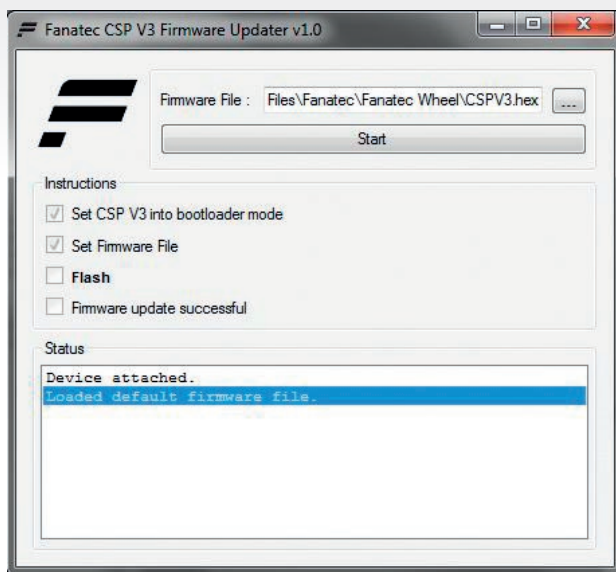 Fanatec CSP V3 Firmware Updater v1.0
Firmware File : Files\Fanatec\Fanatec Wheel\CSPV3.hex ...
Start
Instructions
Set CSP V3 into bootloader mode
Set Firmware File
Flash
Firmware update successful
Status
Device attached.
Loaded default firmware file.